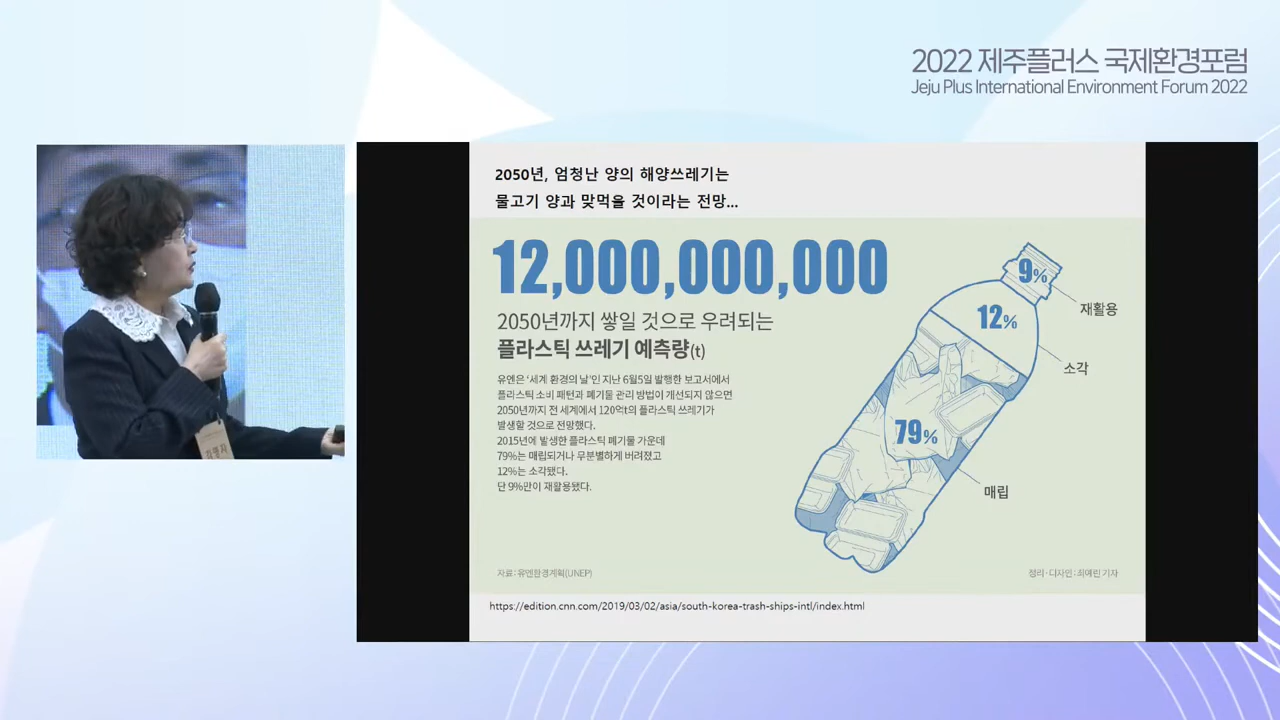 2022 제주플러스 국제환경포럼
Jeju Plus International Environment Forum 2022
2050년, 엄청난 양의 해양쓰레기는
물고기 양과 맞먹을 것이라는 전망...
12,000,000,000
2050년까지 쌓일 것으로 우려되는
플라스틱 쓰레기 예측량(t)
유엔은 '세계 환경의 날'인 지난 6월5일 발행한 보고서에서
플라스틱 소비 패턴과 폐기물 관리 방법이 개선되지 않으면
2050년까지 전 세계에서 120억t의 플라스틱 쓰레기가
발생할 것으로 전망했다.
2015년에 발생한 플라스틱 폐기물 가운데
79%는 매립되거나 무분별하게 버려졌고
12%는 소각됐다.
단 9%만이 재활용됐다.
9%
재활용
12%
소각
79%
매립
자료 : 유엔환경계획(UNEP)
정리·디자인 : 최예린 기자
https://edition.cnn.com/2019/03/02/asia/south-korea-trash-ships-intl/index.html